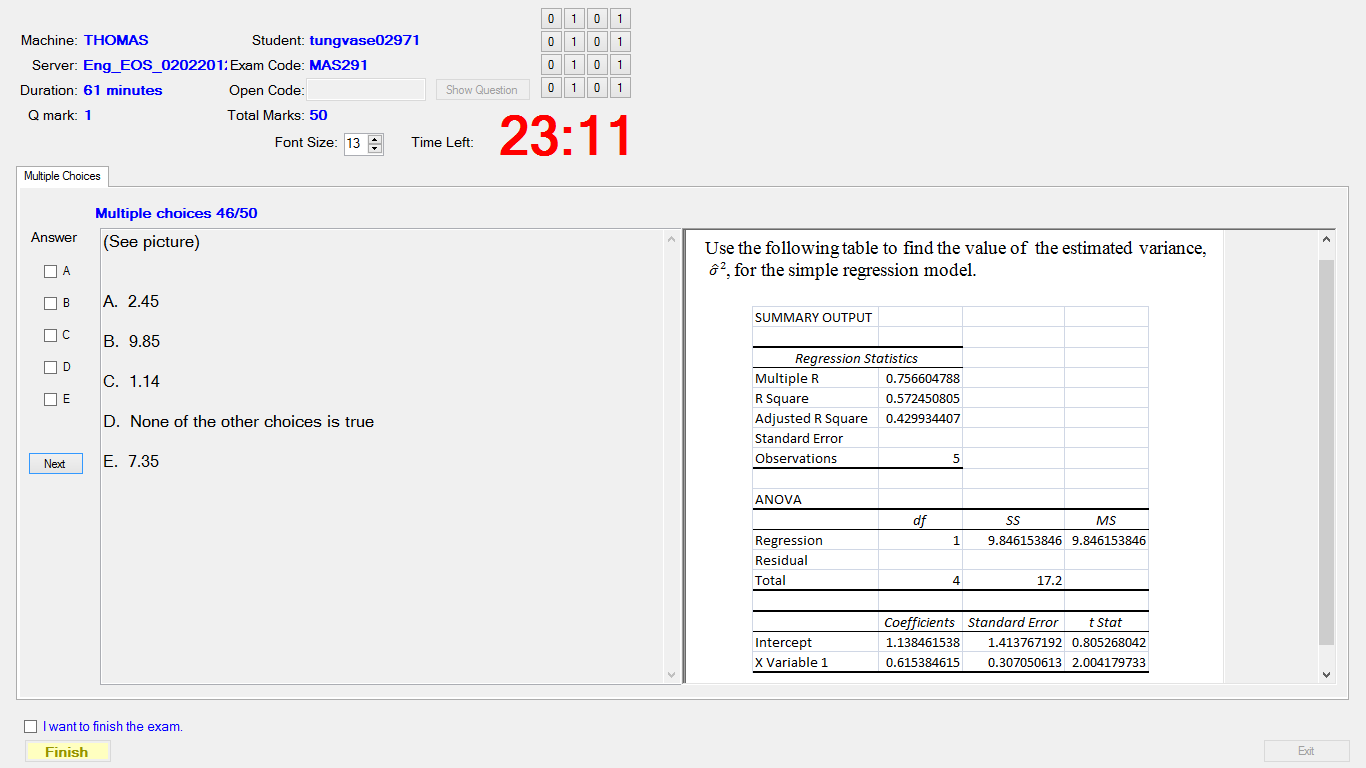 Machine: THOMAS
Student: tungvase02971
Server: Eng_EOS_02022012
Exam Code: MAS291
Duration: 61 minutes
Open Code:
Show Question
Q mark: 1
Total Marks: 50
Font Size: 13
Time Left: 23:11
0 1 0 1
0 1 0 1
0 1 0 1
0 1 0 1
Multiple Choices
Multiple choices 46/50
Answer
A
B
C
D
E
Next
(See picture)
A. 2.45
B. 9.85
C. 1.14
D. None of the other choices is true
E. 7.35
Use the following table to find the value of the estimated variance,
σ̂², for the simple regression model.
SUMMARY OUTPUT
Regression Statistics
Multiple R 0.756604788
R Square 0.572450805
Adjusted R Square 0.429934407
Standard Error
Observations 5
ANOVA
df SS MS
Regression 1 9.846153846 9.846153846
Residual
Total 4 17.2
Coefficients Standard Error t Stat
Intercept 1.138461538 1.413767192 0.805268042
X Variable 1 0.615384615 0.307050613 2.004179733
I want to finish the exam.
Finish
Exit